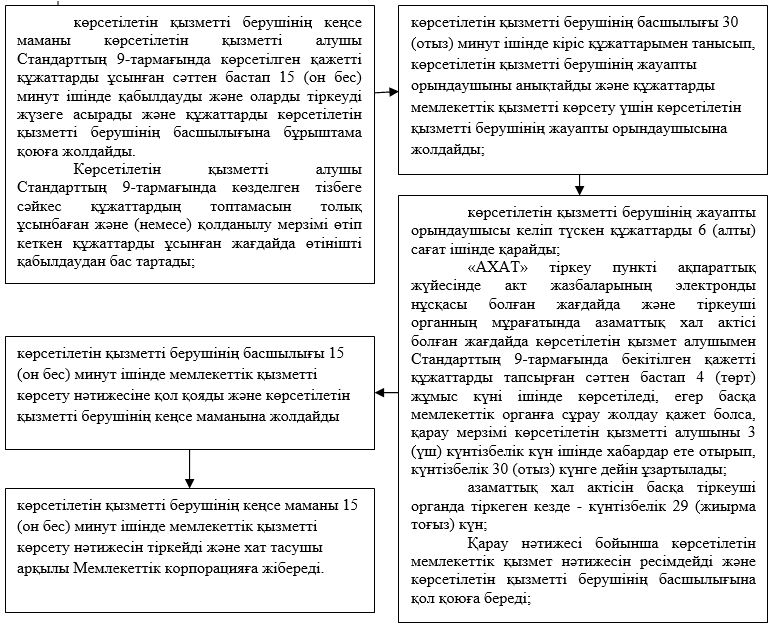 көрсетілетін қызметті берушінің кеңсе
маманы көрсетілетін қызметті алушы
Стандарттың 9-тармағында көрсетілген қажетті
құжаттарды ұсынған сәттен бастап 15 (он бес)
минут ішінде қабылдауды және оларды тіркеуді
жүзеге асырады және құжаттарды көрсетілетін
қызметті берушінің басшылығына бұрыштама
қоюға жолдайды.
Көрсетілетін қызметті алушы
Стандарттың 9-тармағында көзделген тізбеге
сәйкес құжаттардың топтамасын толық
ұсынбаған және (немесе) қолданылу мерзімі өтіп
кеткен құжаттарды ұсынған жағдайда өтінішті
қабылдаудан бас тартады;
көрсетілетін қызметті берушінің басшылығы 30
(отыз) минут ішінде кіріс құжаттарымен танысып,
көрсетілетін қызметті берушінің жауапты
орындаушыны анықтайды және құжаттарды
мемлекеттік қызметті көрсету үшін көрсетілетін
қызметті берушінің жауапты орындаушысына
жолдайды;
көрсетілетін қызметті берушінің жауапты
орындаушысы келіп түскен құжаттарды 6 (алты)
сағат ішінде қарайды;
«АХАТ» тіркеу пункті ақпараттық
жүйесінде акт жазбаларының электронды
нұсқасы болған жағдайда және тіркеуші
органның мұрағатында азаматтық хал актісі
болған жағдайда көрсетілетін қызмет алушымен
Стандарттың 9-тармағында бекітілген қажетті
құжаттарды тапсырған сәттен бастап 4 (төрт)
жұмыс күні ішінде көрсетіледі, егер басқа
мемлекеттік органға сұрау жолдау қажет болса,
қарау мерзімі көрсетілетін қызметті алушыны 3
(үш) күнтізбелік күн ішінде хабардар ете отырып,
күнтізбелік 30 (отыз) күнге дейін ұзартылады;
азаматтық хал актісін басқа тіркеуші
органда тіркеген кезде - күнтізбелік 29 (жиырма
тоғыз) күн;
Қарау нәтижесі бойынша көрсетілетін
мемлекеттік қызмет нәтижесін ресімдейді және
көрсетілетін қызметті берушінің басшылығына
қол қоюға береді;
көрсетілетін қызметті берушінің басшылығы 15
(он бес) минут ішінде мемлекеттік қызметті
көрсету нәтижесіне қол қояды және көрсетілетін
қызметті берушінің кеңсе маманына жолдайды
көрсетілетін қызметті берушінің кеңсе маманы 15
(он бес) минут ішінде мемлекеттік қызметті
көрсету нәтижесін тіркейді және хат тасушы
арқылы Мемлекеттік корпорацияға жібереді.